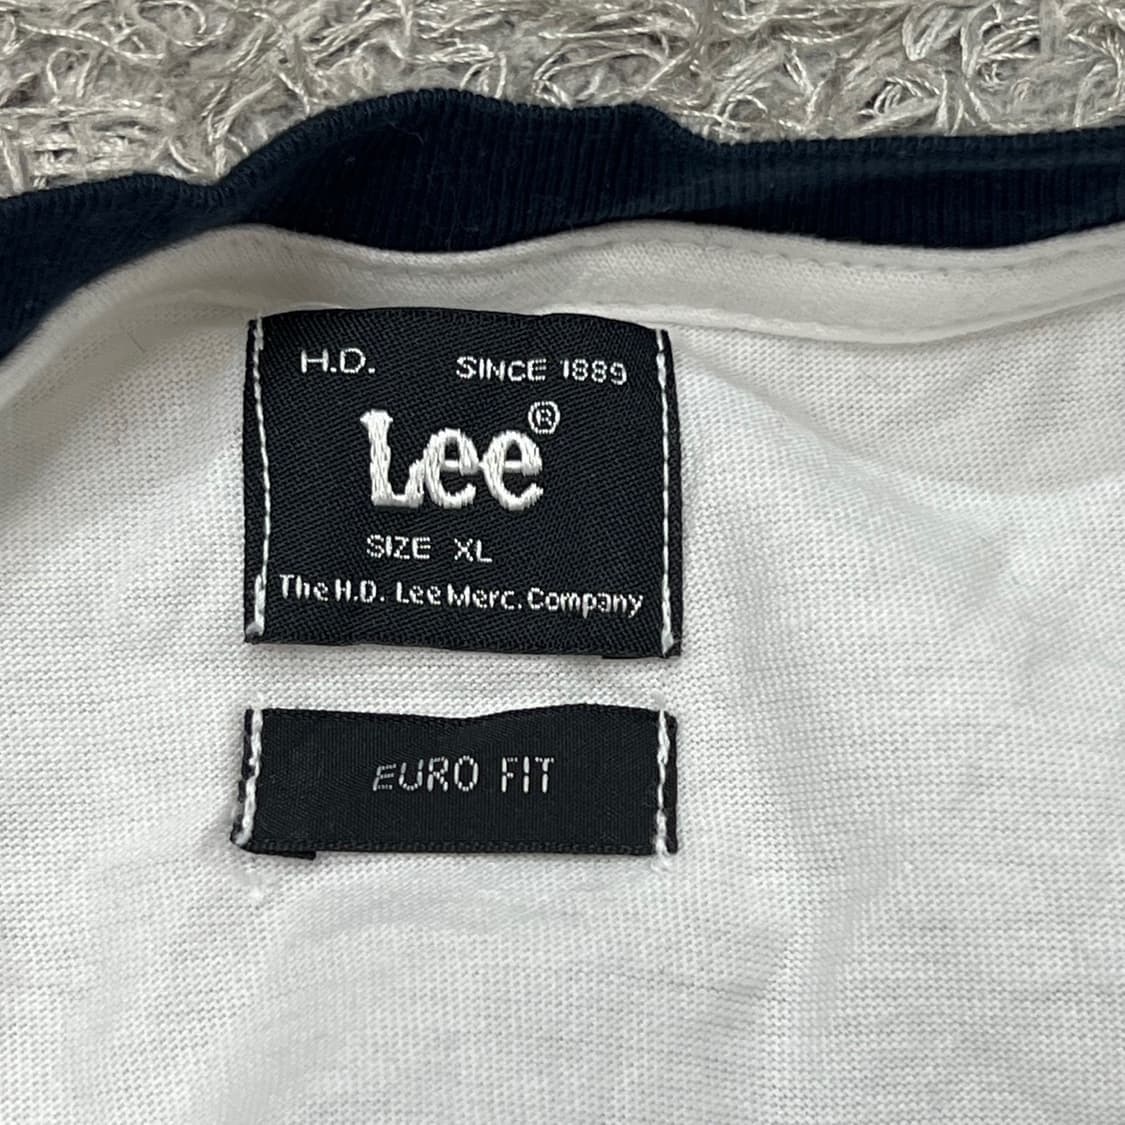 H.D. SINCE 1889
Lee®
SIZE XL
The H.D. Lee Merc. Company
EURO FIT